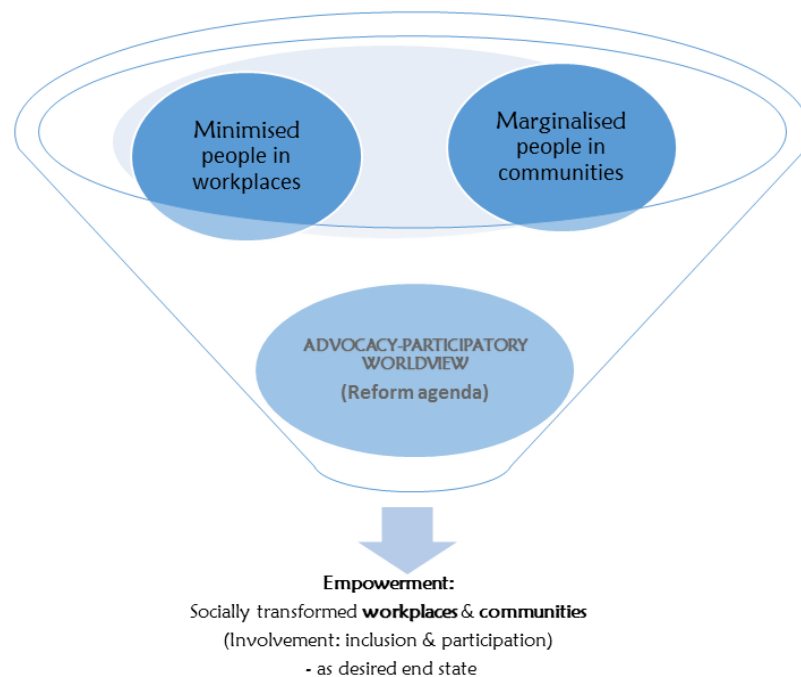 Minimised
people in
workplaces
Marginalised
people in
communities
ADVOCACY-PARTICIPATORY
WORLDVIEW
(Reform agenda)
Empowerment:
Socially transformed workplaces & communities
(Involvement: inclusion & participation)
- as desired end state